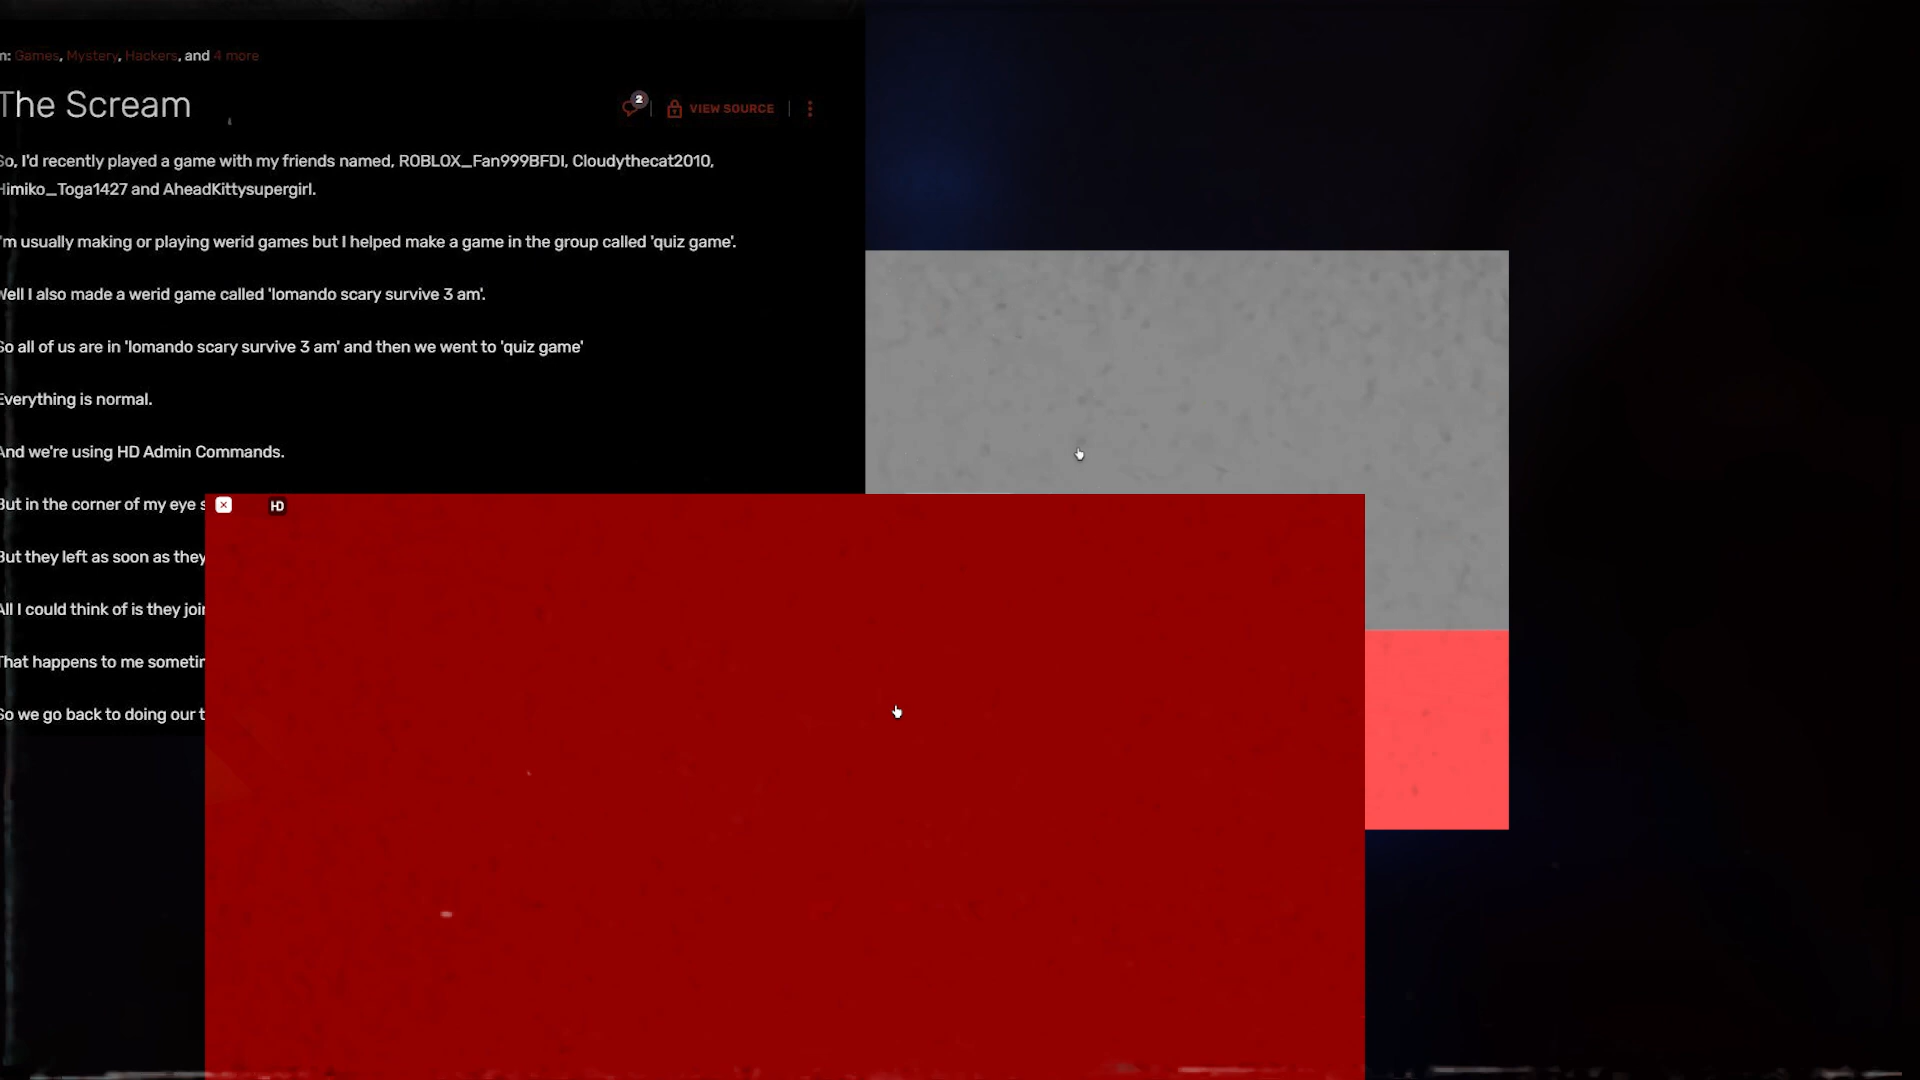 m: Games, Mystery, Hackers, and 4 more
The Scream
2
VIEW SOURCE
So, I'd recently played a game with my friends named, ROBLOX_Fan999BFDI, Cloudythecat2010,
Himiko_Toga1427 and AheadKittysupergirl.
I'm usually making or playing werid games but I helped make a game in the group called 'quiz game'.
Well I also made a werid game called 'lomando scary survive 3 am'.
So all of us are in 'lomando scary survive 3 am' and then we went to 'quiz game'
Everything is normal.
And we're using HD Admin Commands.
But in the corner of my eye s
But they left as soon as they
All I could think of is they join
That happens to me sometim
So we go back to doing our t
HD